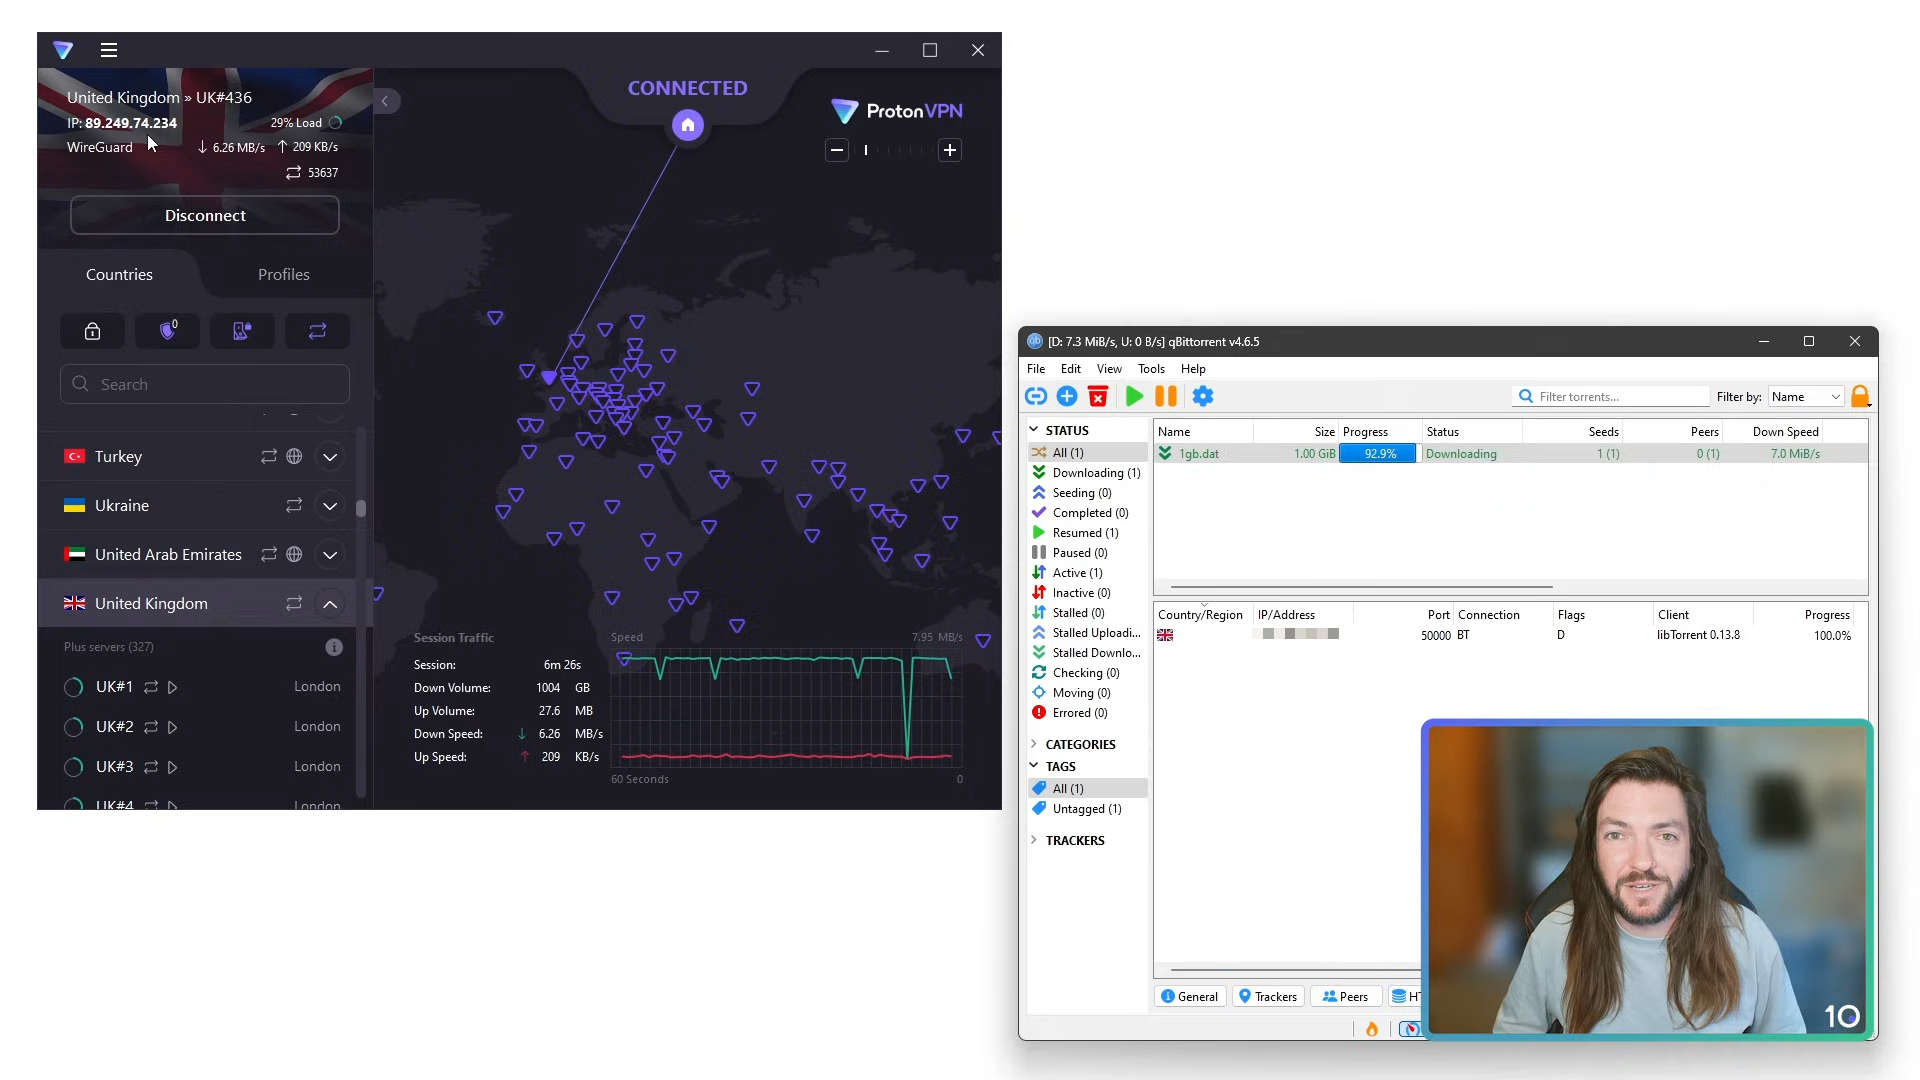 CONNECTED
ProtonVPN
United Kingdom » UK#436
IP: 89.249.74.234
29% Load
WireGuard
6.26 MB/s
209 KB/s
53637
Disconnect
Countries
Profiles
0
Search
Turkey
Ukraine
United Arab Emirates
United Kingdom
Plus servers (327)
UK#1
London
UK#2
London
UK#3
London
UK#4
London
Session Traffic
Session: 6m 26s
Down Volume: 1004 GB
Up Volume: 27.6 MB
Down Speed: 6.26 MB/s
Up Speed: 209 KB/s
Speed
7.95 MB/s
60 Seconds
0
[D: 7.3 MiB/s, U: 0 B/s] qBittorrent v4.6.5
File Edit View Tools Help
Filter torrents...
Filter by: Name
STATUS
All (1)
Downloading (1)
Seeding (0)
Completed (0)
Resumed (1)
Paused (0)
Active (1)
Inactive (0)
Stalled (0)
Stalled Uploadi...
Stalled Downlo...
Checking (0)
Moving (0)
Errored (0)
CATEGORIES
TAGS
All (1)
Untagged (1)
TRACKERS
Name Size Progress Status Seeds Peers Down Speed
1gb.dat 1.00 GiB 92.9% Downloading 1 (1) 0 (1) 7.0 MiB/s
Country/Region IP/Address Port Connection Flags Client Progress
50000 BT D libTorrent 0.13.8 100.0%
General
Trackers
Peers
HT
10